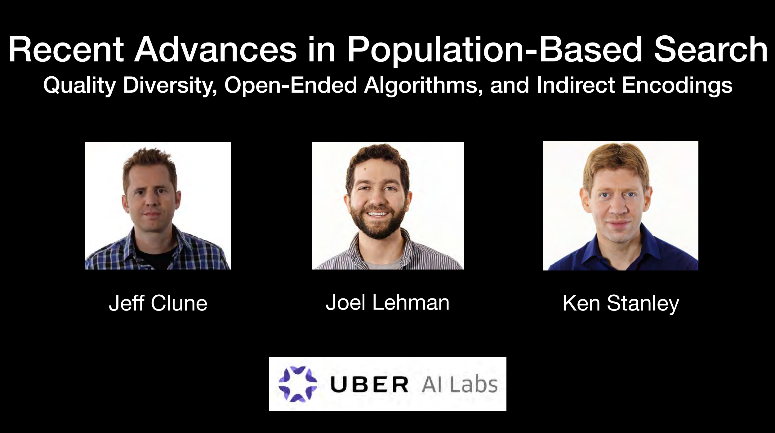 Recent Advances in Population-Based Search
Quality Diversity, Open-Ended Algorithms, and Indirect Encodings
Jeff Clune
Joel Lehman
Ken Stanley
UBER AI Labs